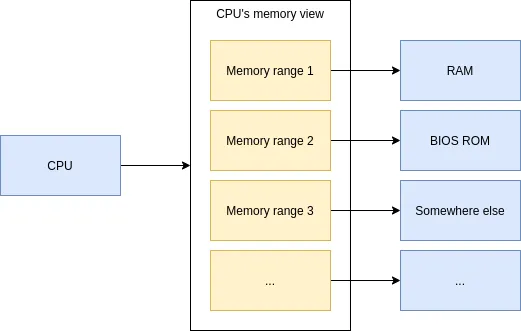 CPU's memory view
Memory range 1
RAM
Memory range 2
BIOS ROM
CPU
Memory range 3
Somewhere else
...
...